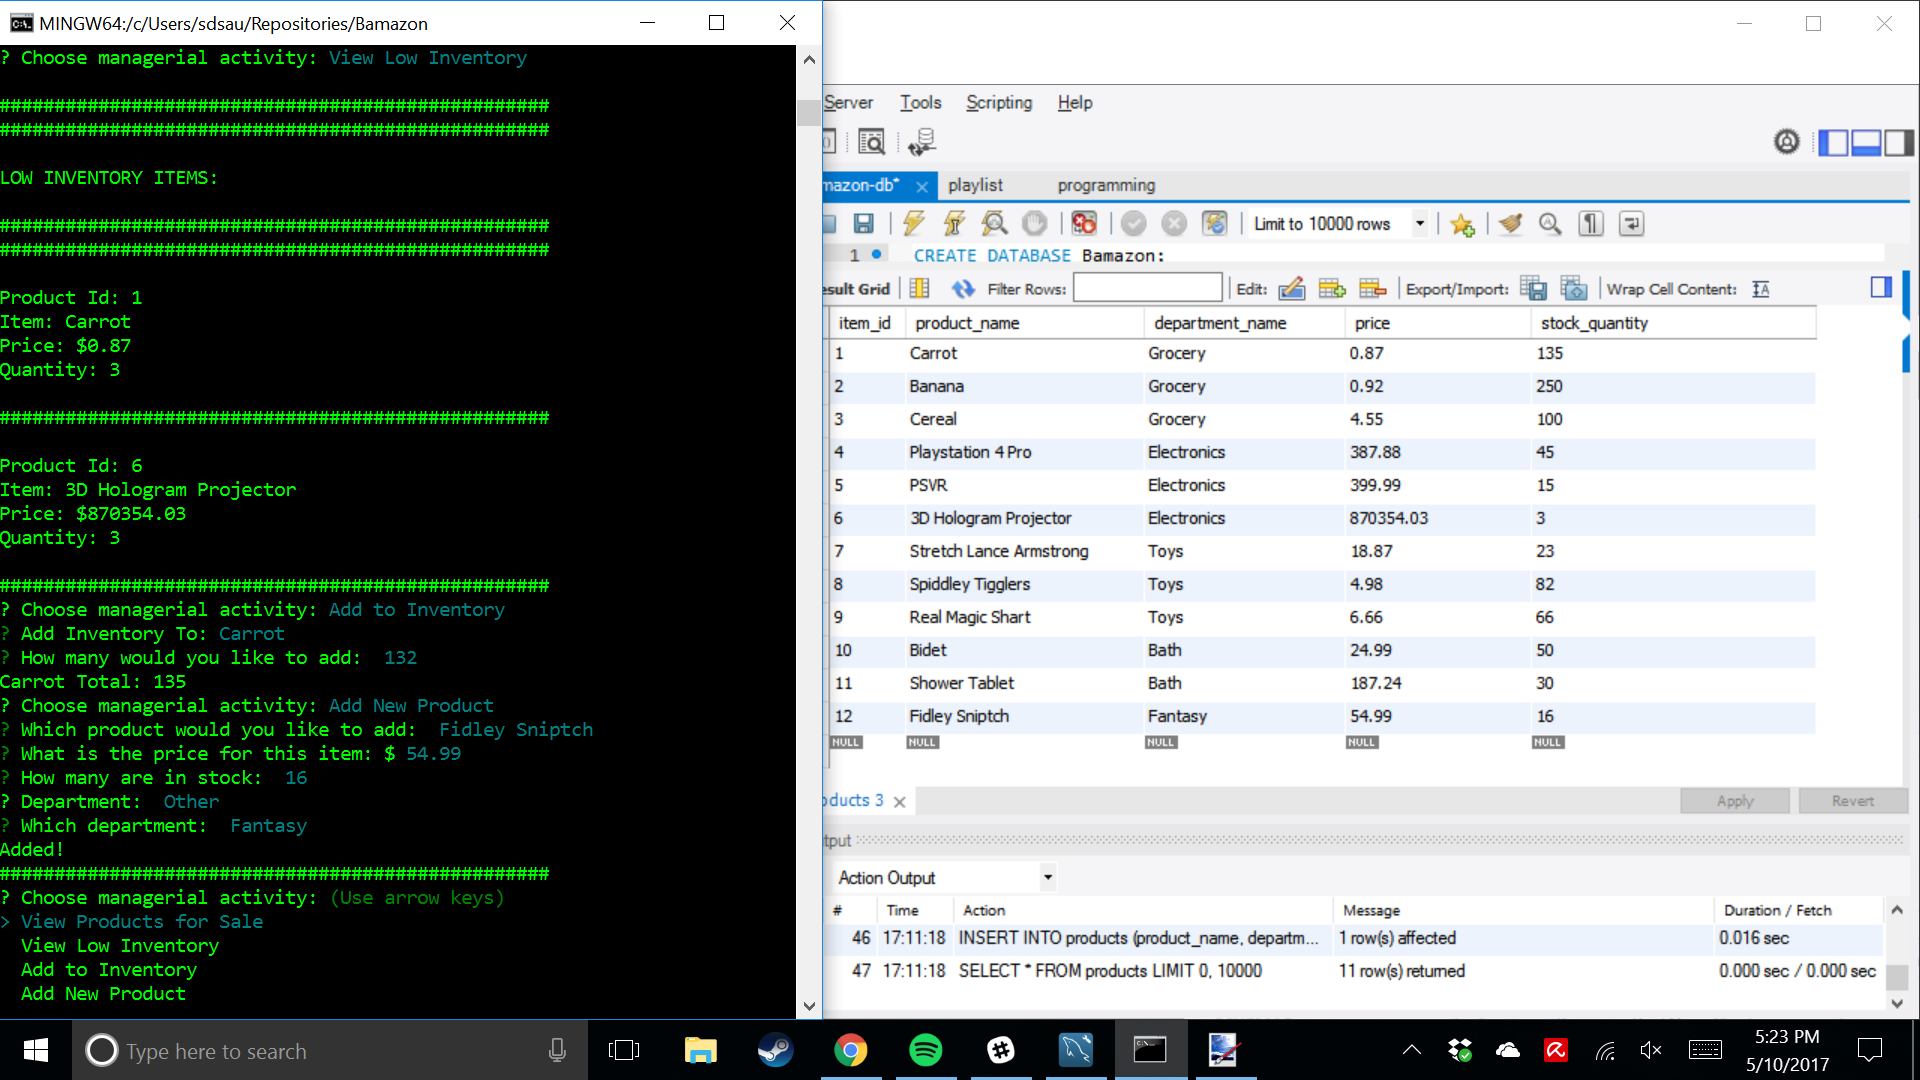 MINGW64:/c/Users/sdsau/Repositories/Bamazon
? Choose managerial activity: View Low Inventory
##################################################
##################################################
LOW INVENTORY ITEMS:
##################################################
##################################################
Product Id: 1
Item: Carrot
Price: $0.87
Quantity: 3
##################################################
Product Id: 6
Item: 3D Hologram Projector
Price: $870354.03
Quantity: 3
##################################################
? Choose managerial activity: Add to Inventory
? Add Inventory To: Carrot
? How many would you like to add: 132
Carrot Total: 135
? Choose managerial activity: Add New Product
? Which product would you like to add: Fidley Sniptch
? What is the price for this item: $ 54.99
? How many are in stock: 16
? Department: Other
? Which department: Fantasy
Added!
##################################################
? Choose managerial activity: (Use arrow keys)
> View Products for Sale
View Low Inventory
Add to Inventory
Add New Product
Server Tools Scripting Help
mazon-db* playlist programming
Limit to 10000 rows
1 CREATE DATABASE Bamazon;
esult Grid Filter Rows: Edit: Export/Import: Wrap Cell Content:
item_id product_name department_name price stock_quantity
1 Carrot Grocery 0.87 135
2 Banana Grocery 0.92 250
3 Cereal Grocery 4.55 100
4 Playstation 4 Pro Electronics 387.88 45
5 PSVR Electronics 399.99 15
6 3D Hologram Projector Electronics 870354.03 3
7 Stretch Lance Armstrong Toys 18.87 23
8 Spiddley Tigglers Toys 4.98 82
9 Real Magic Shart Toys 6.66 66
10 Bidet Bath 24.99 50
11 Shower Tablet Bath 187.24 30
12 Fidley Sniptch Fantasy 54.99 16
NULL NULL NULL NULL NULL
oducts 3 Apply Revert
tput
Action Output
# Time Action Message Duration / Fetch
46 17:11:18 INSERT INTO products (product_name, departm... 1 row(s) affected 0.016 sec
47 17:11:18 SELECT * FROM products LIMIT 0, 10000 11 row(s) returned 0.000 sec / 0.000 sec
Type here to search
5:23 PM
5/10/2017